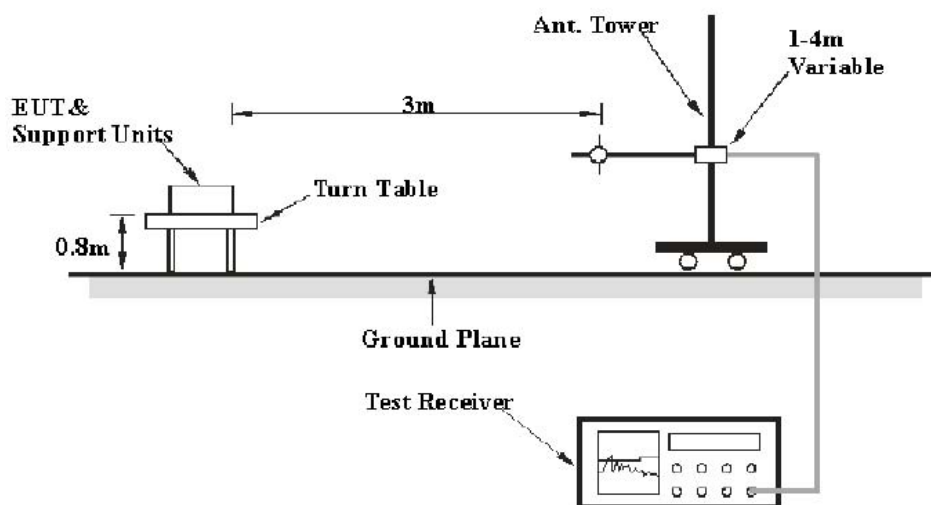 Ant. Tower
1-4m
Variable
3m
EUT &
Support Units
Turn Table
0.8m
Ground Plane
Test Receiver